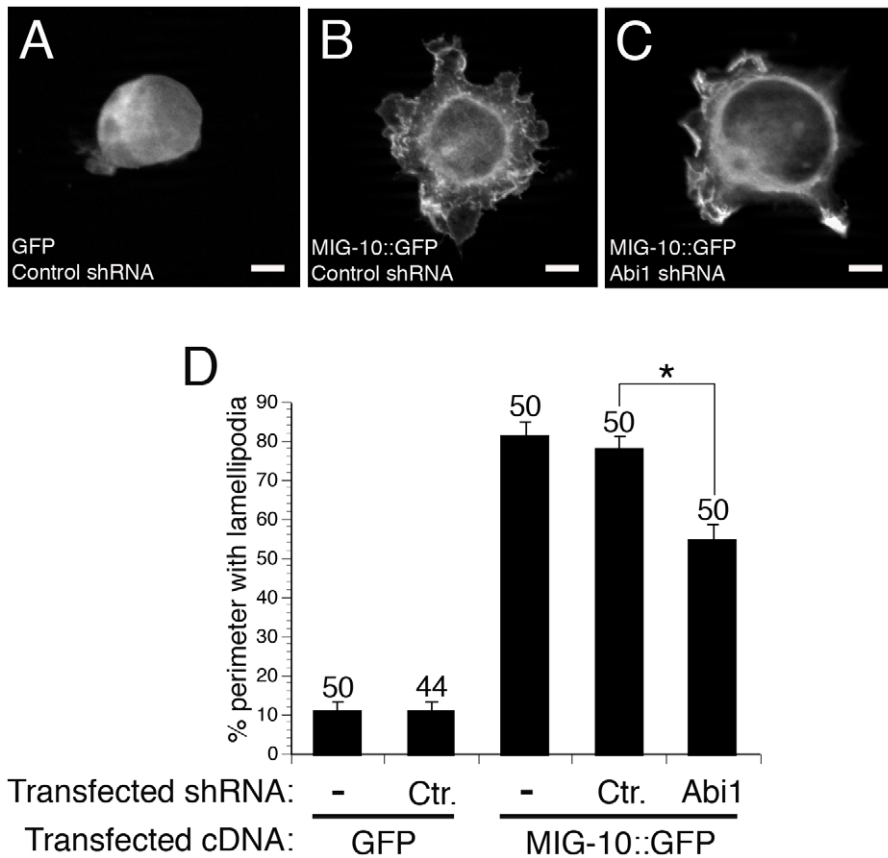 A
GFP
Control shRNA
B
MIG-10::GFP
Control shRNA
C
MIG-10::GFP
Abi1 shRNA
D
% perimeter with lamellipodia
90
80
70
60
50
40
30
20
10
0
50
44
50
50
50
*
Transfected shRNA: - Ctr. - Ctr. Abi1
Transfected cDNA: GFP MIG-10::GFP